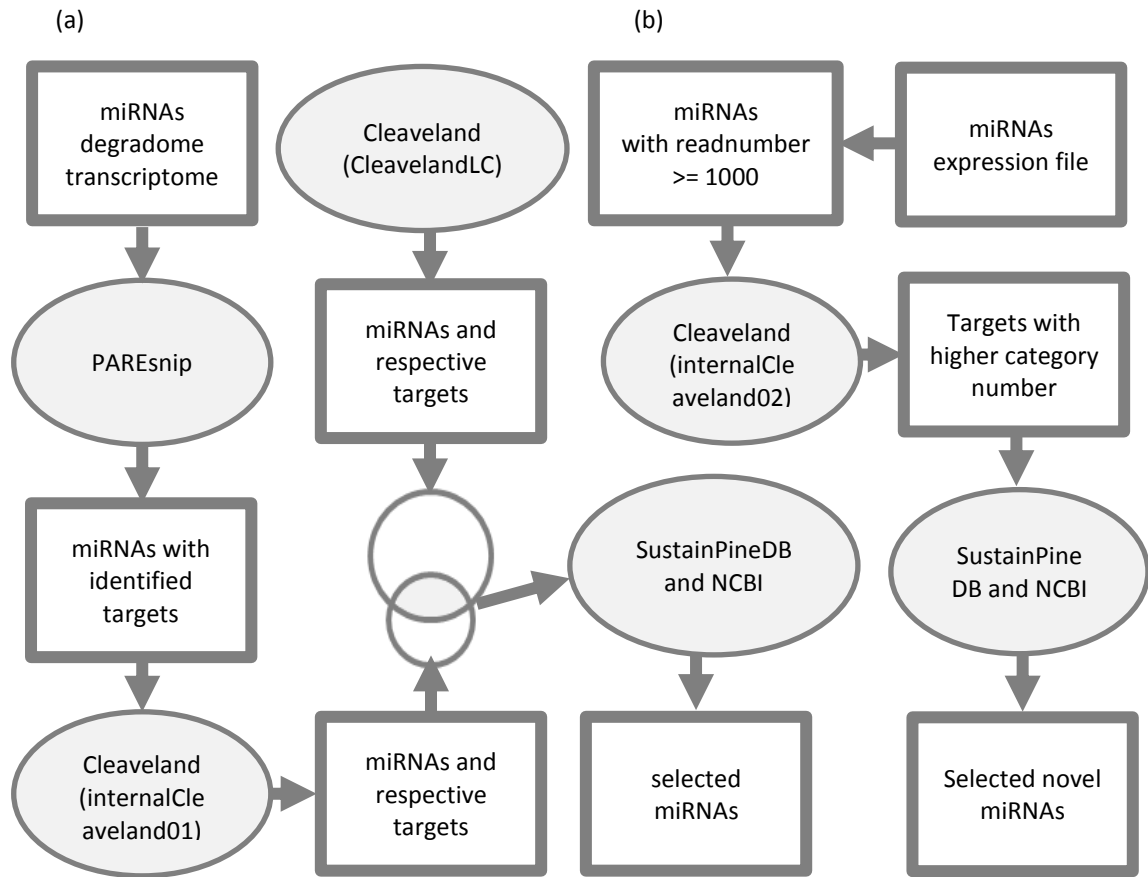 (a)
(b)
miRNAs
degradome
transcriptome
Cleaveland
(CleavelandLC)
miRNAs
with readnumber
>= 1000
miRNAs
expression file
PAREsnip
miRNAs and
respective
targets
Cleaveland
(internalCle
aveland02)
Targets with
higher category
number
miRNAs with
identified
targets
SustainPineDB
and NCBI
SustainPine
DB and NCBI
Cleaveland
(internalCle
aveland01)
miRNAs and
respective
targets
selected
miRNAs
Selected novel
miRNAs